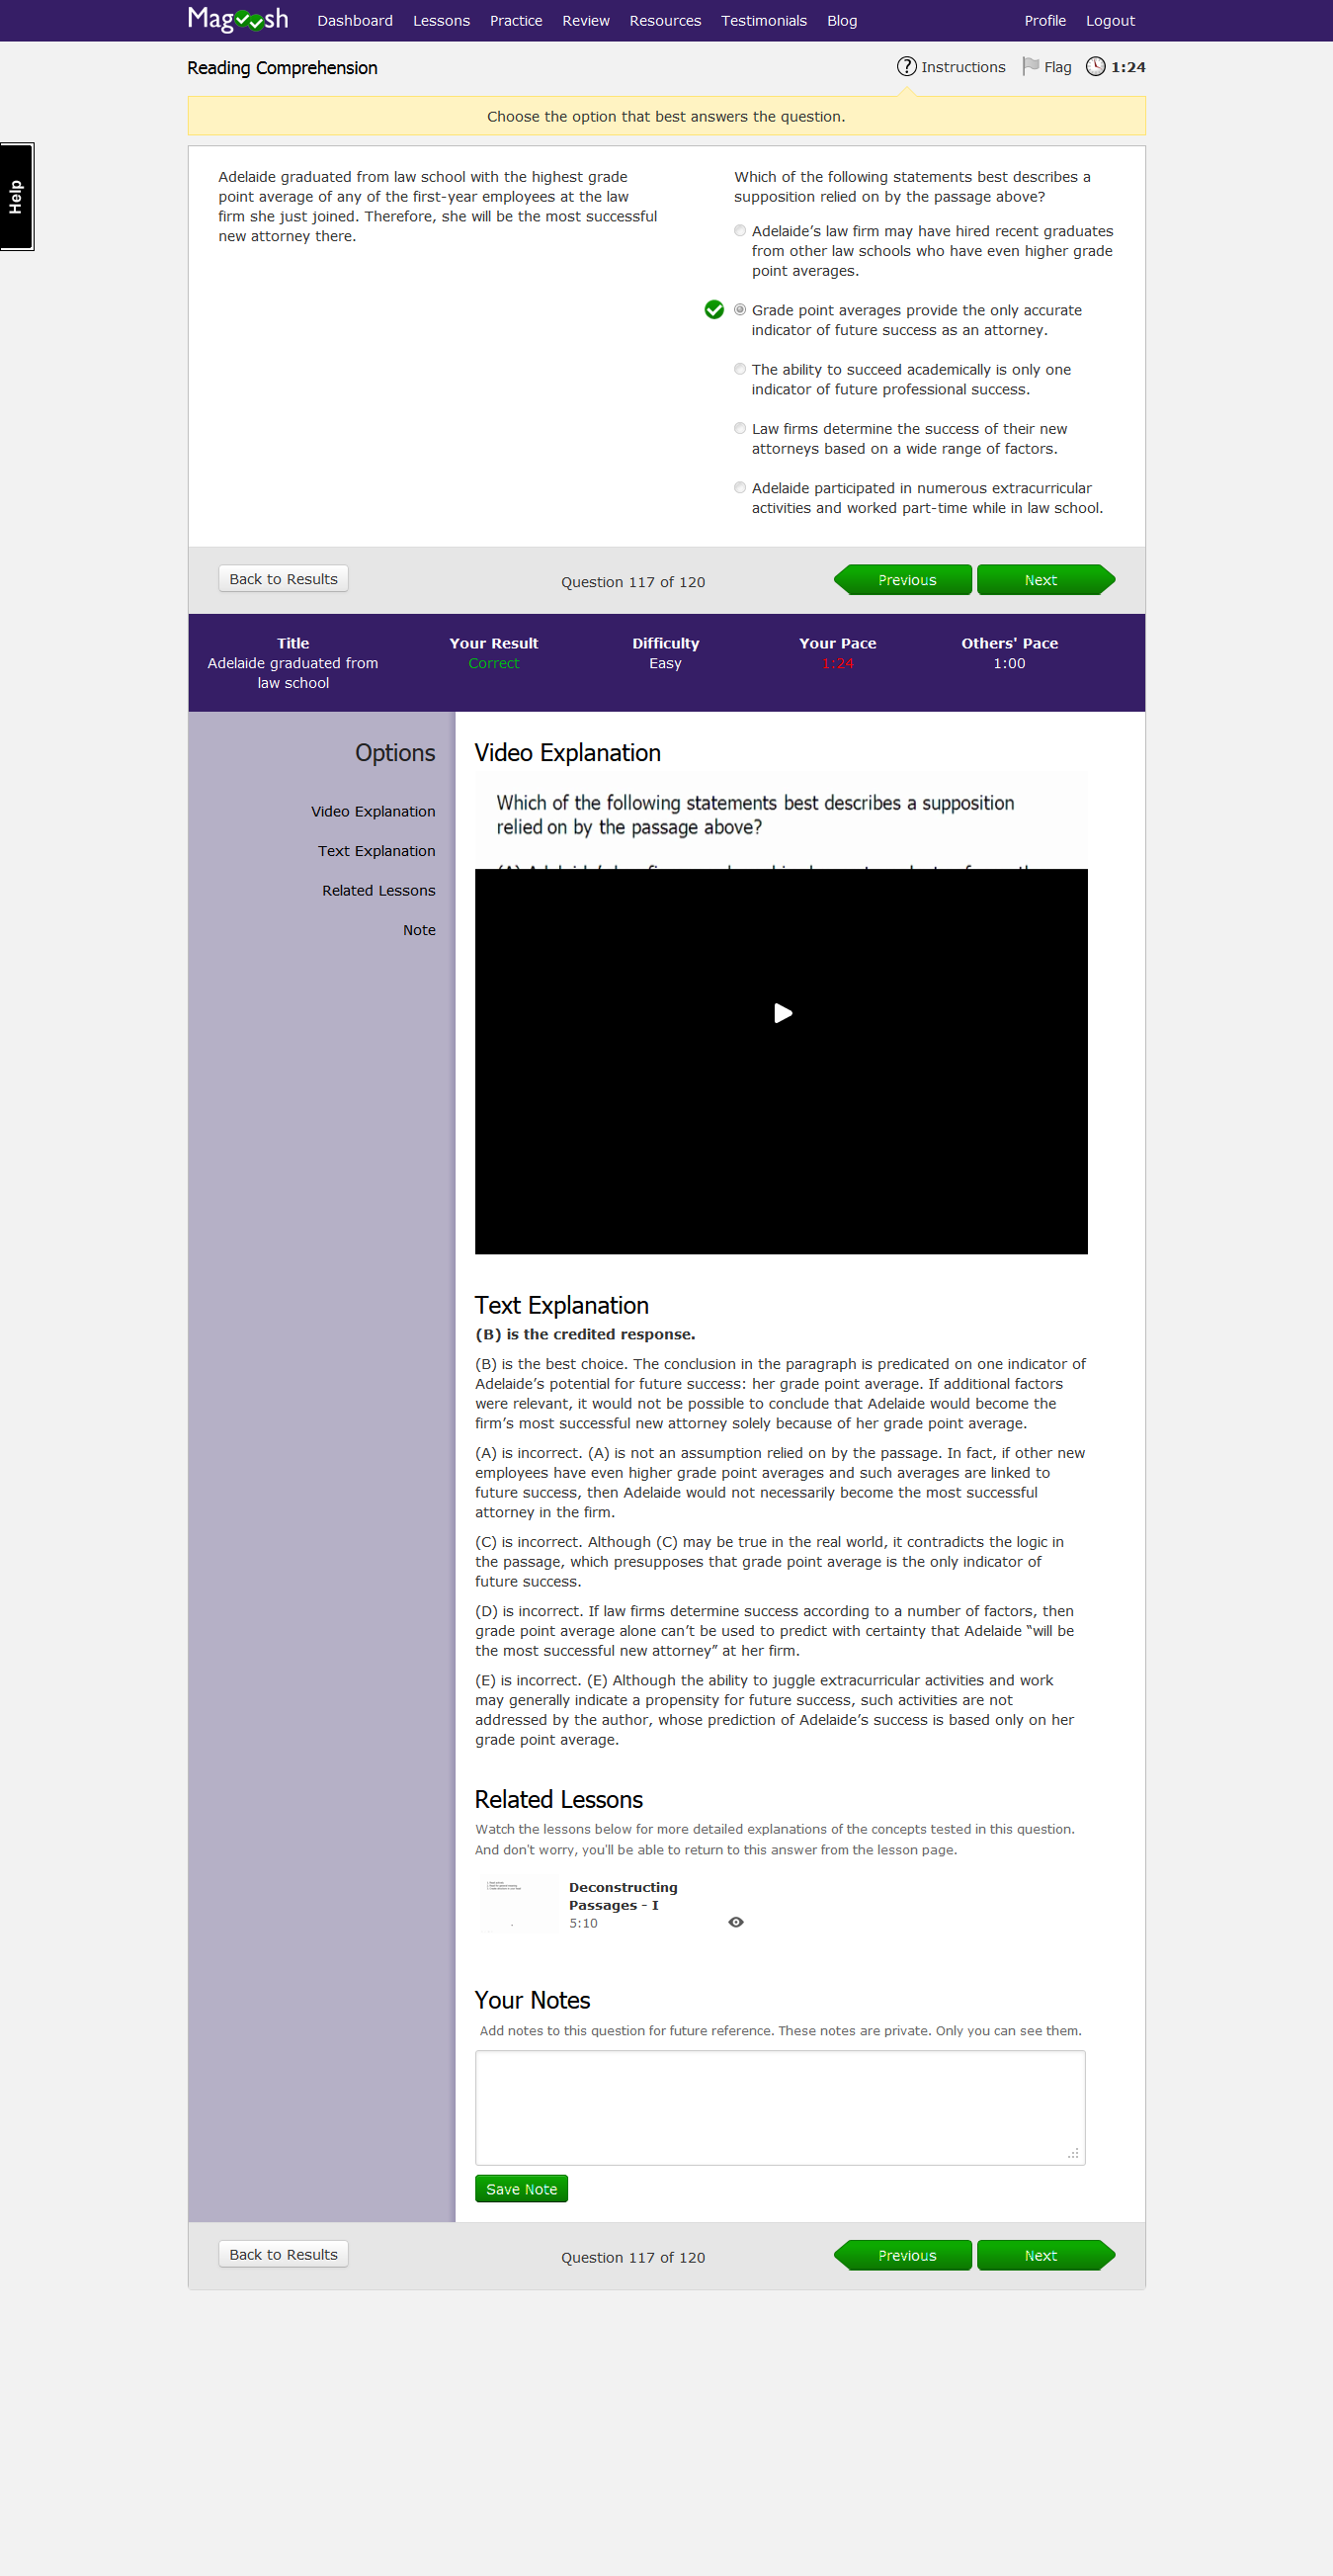 Magoosh Dashboard Lessons Practice Review Resources Testimonials Blog Profile Logout
Reading Comprehension
? Instructions Flag 1:24
Choose the option that best answers the question.
Help
Adelaide graduated from law school with the highest grade
point average of any of the first-year employees at the law
firm she just joined. Therefore, she will be the most successful
new attorney there.
Which of the following statements best describes a
supposition relied on by the passage above?
Adelaide’s law firm may have hired recent graduates
from other law schools who have even higher grade
point averages.
Grade point averages provide the only accurate
indicator of future success as an attorney.
The ability to succeed academically is only one
indicator of future professional success.
Law firms determine the success of their new
attorneys based on a wide range of factors.
Adelaide participated in numerous extracurricular
activities and worked part-time while in law school.
Back to Results Question 117 of 120 Previous Next
Title Your Result Difficulty Your Pace Others' Pace
Adelaide graduated from Correct Easy 1:24 1:00
law school
Options
Video Explanation
Text Explanation
Related Lessons
Note
Video Explanation
Which of the following statements best describes a supposition
relied on by the passage above?
Text Explanation
(B) is the credited response.
(B) is the best choice. The conclusion in the paragraph is predicated on one indicator of
Adelaide’s potential for future success: her grade point average. If additional factors
were relevant, it would not be possible to conclude that Adelaide would become the
firm’s most successful new attorney solely because of her grade point average.
(A) is incorrect. (A) is not an assumption relied on by the passage. In fact, if other new
employees have even higher grade point averages and such averages are linked to
future success, then Adelaide would not necessarily become the most successful
attorney in the firm.
(C) is incorrect. Although (C) may be true in the real world, it contradicts the logic in
the passage, which presupposes that grade point average is the only indicator of
future success.
(D) is incorrect. If law firms determine success according to a number of factors, then
grade point average alone can’t be used to predict with certainty that Adelaide “will be
the most successful new attorney” at her firm.
(E) is incorrect. (E) Although the ability to juggle extracurricular activities and work
may generally indicate a propensity for future success, such activities are not
addressed by the author, whose prediction of Adelaide’s success is based only on her
grade point average.
Related Lessons
Watch the lessons below for more detailed explanations of the concepts tested in this question.
And don't worry, you'll be able to return to this answer from the lesson page.
Deconstructing
Passages - I
5:10
Your Notes
Add notes to this question for future reference. These notes are private. Only you can see them.
Save Note
Back to Results Question 117 of 120 Previous Next